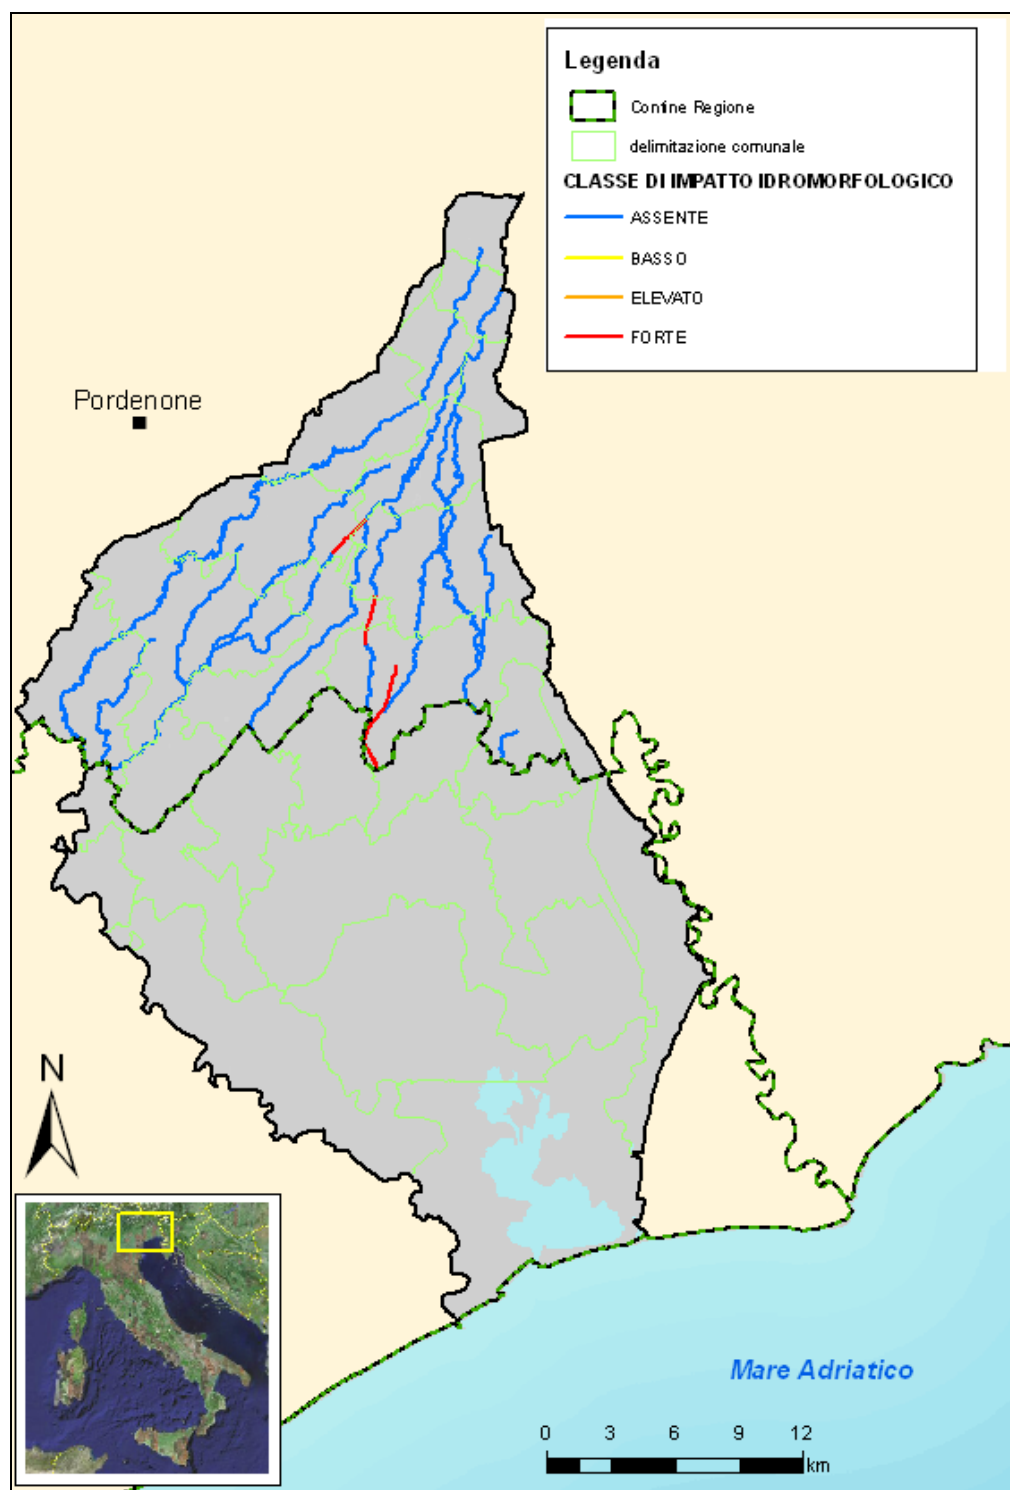 Legenda
Confine Regione
delimitazione comunale
CLASSE DI IMPATTO IDROMORFOLOGICO
ASSENTE
BASSO
ELEVATO
FORTE
Pordenone
N
Mare Adriatico
0 3 6 9 12
km